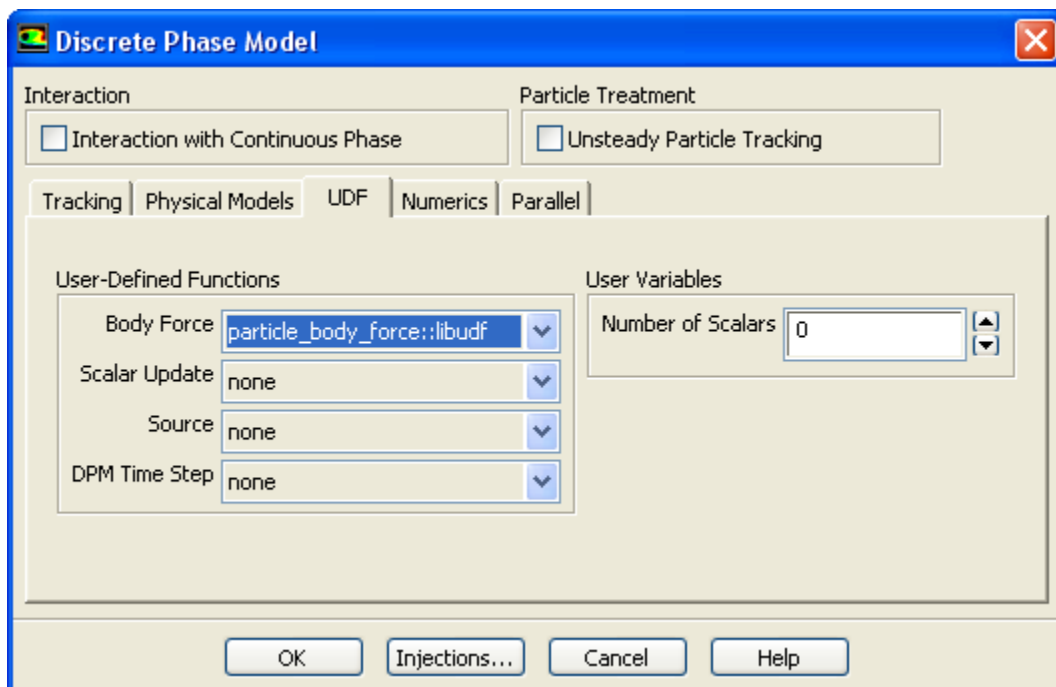 Discrete Phase Model
Interaction
Interaction with Continuous Phase
Particle Treatment
Unsteady Particle Tracking
Tracking Physical Models UDF Numerics Parallel
User-Defined Functions
Body Force particle_body_force::libudf
Scalar Update none
Source none
DPM Time Step none
User Variables
Number of Scalars 0
OK Injections... Cancel Help